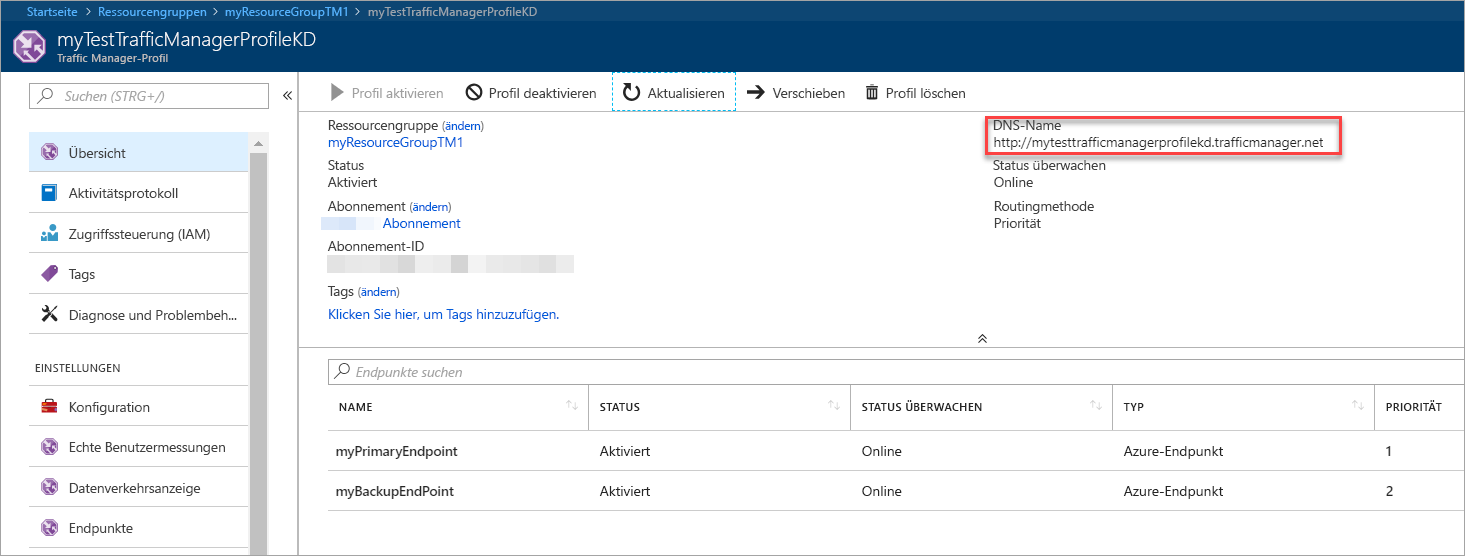 Startseite > Ressourcengruppen > myResourceGroupTM1 > myTestTrafficManagerProfileKD
myTestTrafficManagerProfileKD
Traffic Manager-Profil
Suchen (STRG+/)
Übersicht
Aktivitätsprotokoll
Zugriffssteuerung (IAM)
Tags
Diagnose und Problembeh...
EINSTELLUNGEN
Konfiguration
Echte Benutzermessungen
Datenverkehrsanzeige
Endpunkte
Profil aktivieren Profil deaktivieren Aktualisieren Verschieben Profil löschen
Ressourcengruppe (ändern)
myResourceGroupTM1
Status
Aktiviert
Abonnement (ändern)
Abonnement
Abonnement-ID
Tags (ändern)
Klicken Sie hier, um Tags hinzuzufügen.
DNS-Name
http://mytesttrafficmanagerprofilekd.trafficmanager.net
Status überwachen
Online
Routingmethode
Priorität
Endpunkte suchen
NAME STATUS STATUS ÜBERWACHEN TYP PRIORITÄT
myPrimaryEndpoint Aktiviert Online Azure-Endpunkt 1
myBackupEndPoint Aktiviert Online Azure-Endpunkt 2